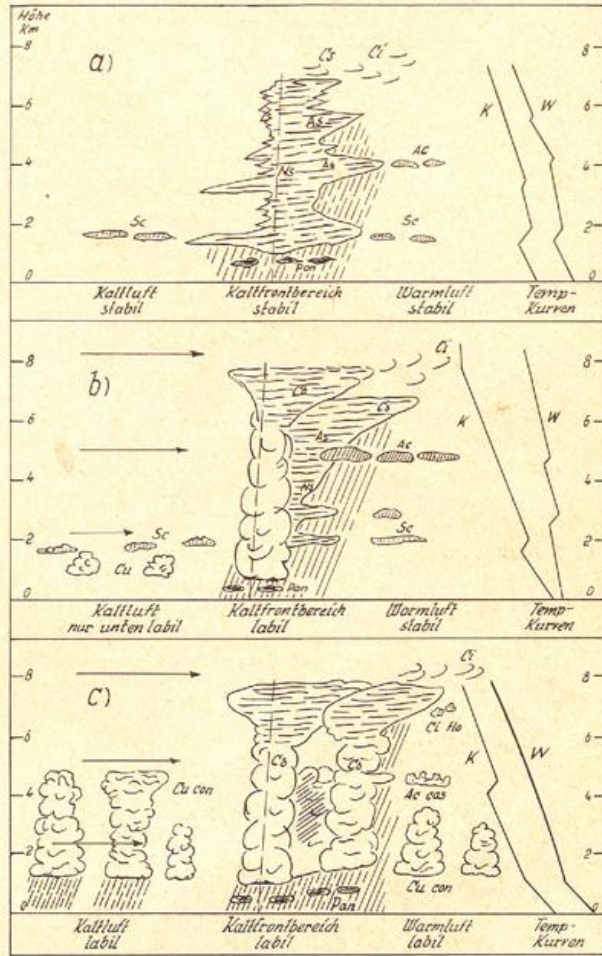 Höhe
Km
a)
8
6
4
2
0
Cs
Ci
As
As
Ac
Ns
Sc
Sc
Pan
K
W
8
6
4
2
0
Kaltluft
stabil
Kaltfrontbereich
stabil
Warmluft
stabil
Temp-
Kurven
b)
8
6
4
2
0
Ci
Cb
Cs
As
Ac
Ns
Sc
Sc
Cu
Pan
K
W
8
6
4
2
0
Kaltluft
nur unten labil
Kaltfrontbereich
labil
Warmluft
stabil
Temp-
Kurven
c)
8
6
4
2
0
Ci
Ci flo
Cb
Cb
Cu con
Ac cas
Cu con
Pan
K
W
8
6
4
2
0
Kaltluft
labil
Kaltfrontbereich
labil
Warmluft
labil
Temp-
Kurven